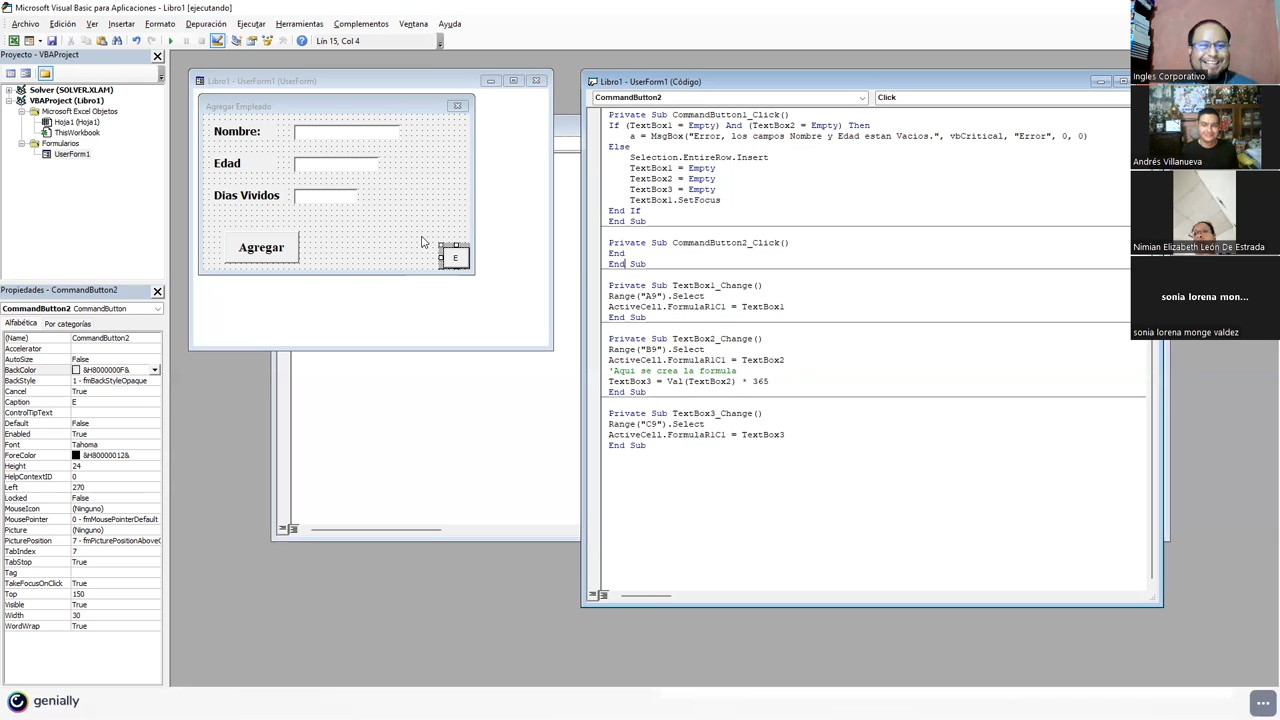 Microsoft Visual Basic para Aplicaciones - Libro1 [ejecutando]
Archivo Edición Ver Insertar Formato Depuración Ejecutar Herramientas Complementos Ventana Ayuda
Lín 15, Col 4
Proyecto - VBAProject
Solver (SOLVER.XLAM)
VBAProject (Libro1)
Microsoft Excel Objetos
Hoja1 (Hoja1)
ThisWorkbook
Formularios
UserForm1
Propiedades - CommandButton2
CommandButton2 CommandButton
Alfabética Por categorías
(Name) CommandButton2
Accelerator
AutoSize False
BackColor &H8000000F&
BackStyle 1 - fmBackStyleOpaque
Cancel True
Caption E
ControlTipText
Default False
Enabled True
Font Tahoma
ForeColor &H80000012&
Height 24
HelpContextID 0
Left 270
Locked False
MouseIcon (Ninguno)
MousePointer 0 - fmMousePointerDefault
Picture (Ninguno)
PicturePosition 7 - fmPicturePositionAboveC
TabIndex 7
TabStop True
Tag
TakeFocusOnClick True
Top 150
Visible True
Width 30
WordWrap True
Libro1 - UserForm1 (UserForm)
Agregar Empleado
Nombre:
Edad
Dias Vividos
Agregar
E
Libro1 - UserForm1 (Código)
CommandButton2 Click
Private Sub CommandButton1_Click()
If (TextBox1 = Empty) And (TextBox2 = Empty) Then
a = MsgBox("Error, los campos Nombre y Edad estan Vacios.", vbCritical, "Error", 0, 0)
Else
Selection.EntireRow.Insert
TextBox1 = Empty
TextBox2 = Empty
TextBox3 = Empty
TextBox1.SetFocus
End If
End Sub
Private Sub CommandButton2_Click()
End
End Sub
Private Sub TextBox1_Change()
Range("A9").Select
ActiveCell.FormulaR1C1 = TextBox1
End Sub
Private Sub TextBox2_Change()
Range("B9").Select
ActiveCell.FormulaR1C1 = TextBox2
'Aqui se crea la formula
TextBox3 = Val(TextBox2) * 365
End Sub
Private Sub TextBox3_Change()
Range("C9").Select
ActiveCell.FormulaR1C1 = TextBox3
End Sub
Ingles Corporativo
Andrés Villanueva
Nimian Elizabeth León De Estrada
sonia lorena mon...
sonia lorena monge valdez
genially